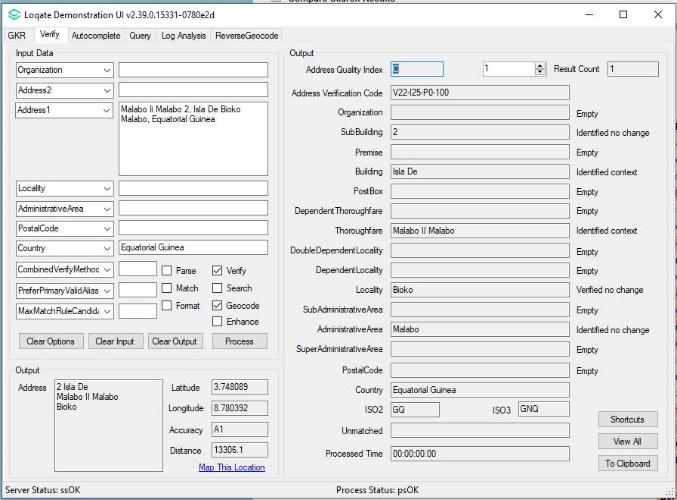 Compare Search Results
Loqate Demonstration UI v2.39.0.15331-0780e2d
GKR Verify Autocomplete Query Log Analysis ReverseGeocode
Input Data
Organization
Address2
Address1 Malabo Ii Malabo 2, Isla De Bioko
Malabo, Equatorial Guinea
Locality
AdministrativeArea
PostalCode
Country Equatorial Guinea
CombinedVerifyMethoc Parse Verify
PreferPrimaryValidAlias Match Search
MaxMatchRuleCandida Format Geocode
Enhance
Clear Options Clear Input Clear Output Process
Output
Address 2 Isla De
Malabo II Malabo
Bioko
Latitude 3.748089
Longitude 8.780392
Accuracy A1
Distance 13306.1
Map This Location
Output
Address Quality Index C 1 Result Count 1
Address Verification Code V22-I25-P0-100
Organization Empty
SubBuilding 2 Identified no change
Premise Empty
Building Isla De Identified context
PostBox Empty
DependentThoroughfare Empty
Thoroughfare Malabo II Malabo Identified context
DoubleDependentLocality Empty
DependentLocality Empty
Locality Bioko Verified no change
SubAdministrativeArea Empty
AdministrativeArea Malabo Identified no change
SuperAdministrativeArea Empty
PostalCode Empty
Country Equatorial Guinea
ISO2 GQ ISO3 GNQ
Unmatched
Processed Time 00:00:00.00
Shortcuts
View All
To Clipboard
Server Status: ssOK Process Status: psOK